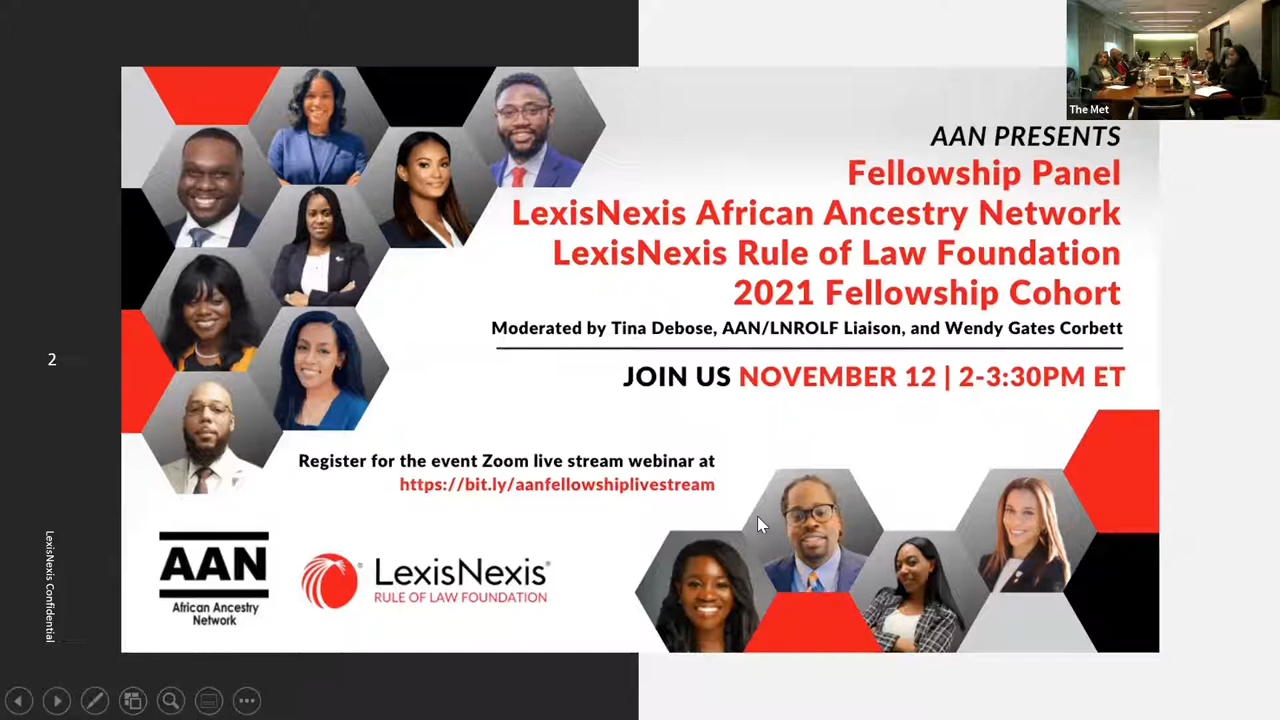 The Met
AAN PRESENTS
Fellowship Panel
LexisNexis African Ancestry Network
LexisNexis Rule of Law Foundation
2021 Fellowship Cohort
Moderated by Tina Debose, AAN/LNROLF Liaison, and Wendy Gates Corbett
JOIN US NOVEMBER 12 | 2-3:30PM ET
2
Register for the event Zoom live stream webinar at
https://bit.ly/aanfellowshiplivestream
LexisNexis Confidential
AAN
African Ancestry
Network
LexisNexis®
RULE OF LAW FOUNDATION